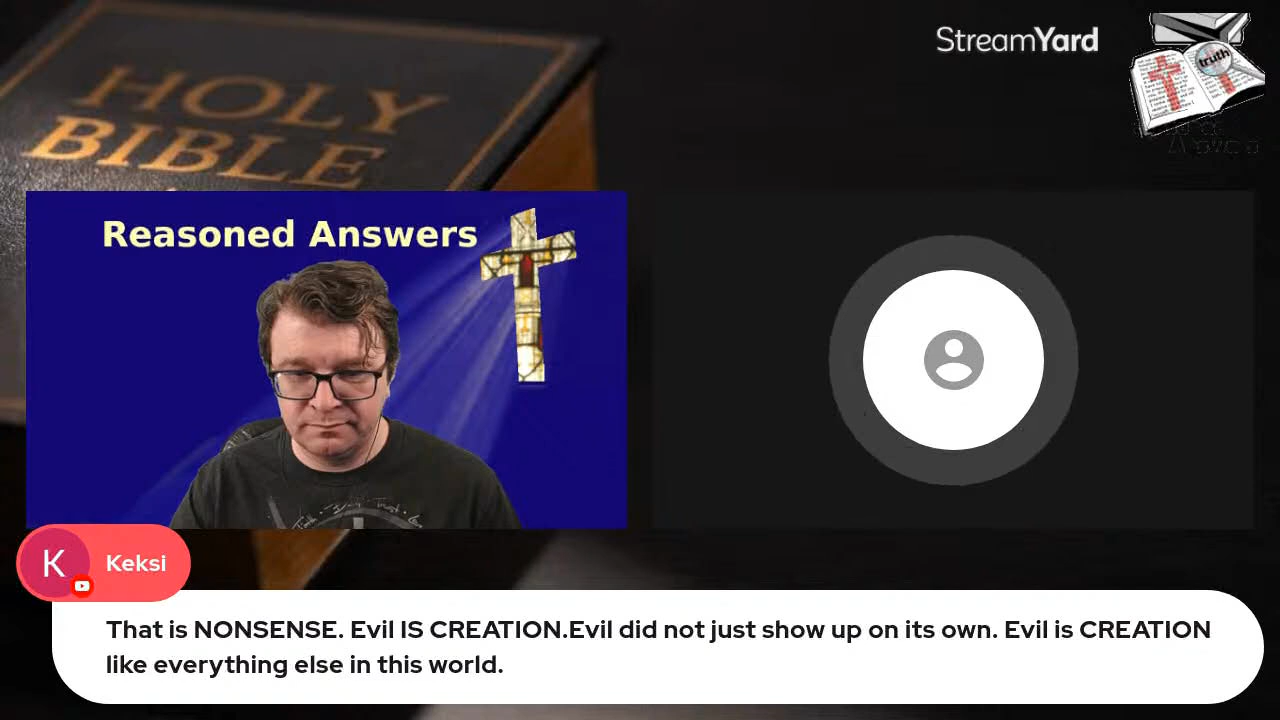 StreamYard
truth
HOLY
BIBLE
Reasoned Answers
K
Keksi
That is NONSENSE. Evil IS CREATION.Evil did not just show up on its own. Evil is CREATION
like everything else in this world.